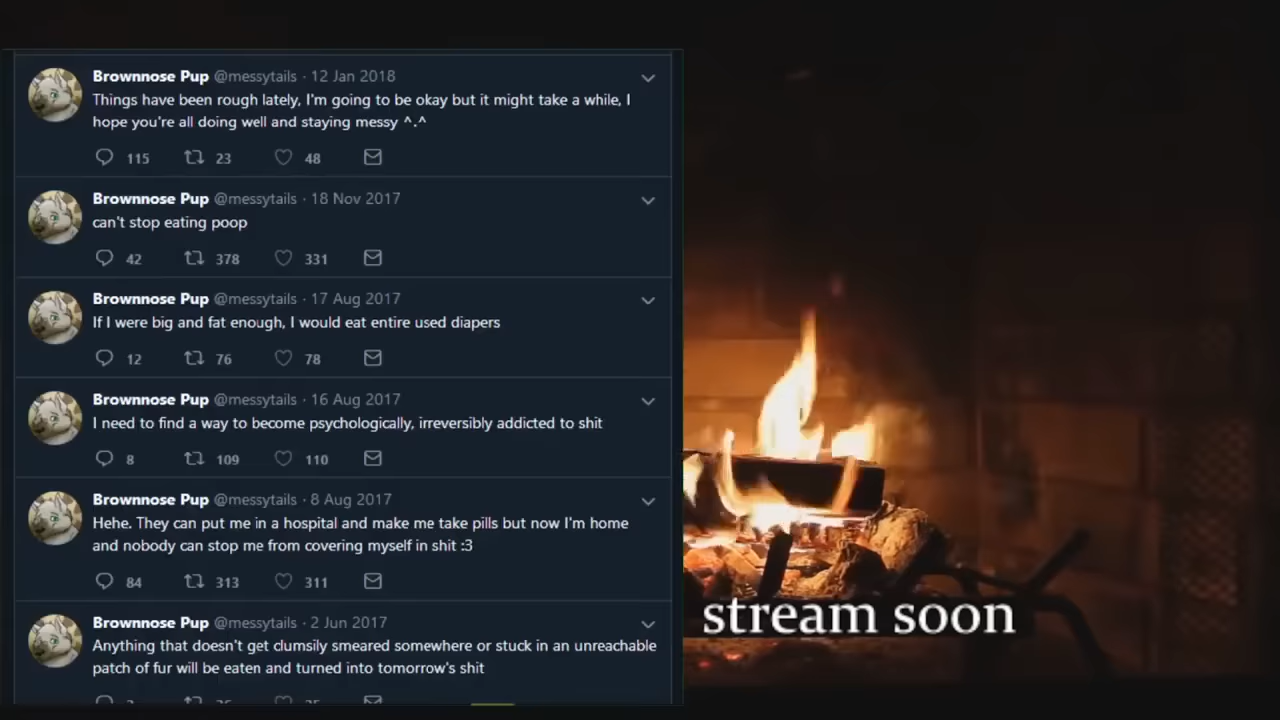 Brownnose Pup @messytails · 12 Jan 2018
Things have been rough lately, I'm going to be okay but it might take a while, I
hope you're all doing well and staying messy ^.^
115 23 48
Brownnose Pup @messytails · 18 Nov 2017
can't stop eating poop
42 378 331
Brownnose Pup @messytails · 17 Aug 2017
If I were big and fat enough, I would eat entire used diapers
12 76 78
Brownnose Pup @messytails · 16 Aug 2017
I need to find a way to become psychologically, irreversibly addicted to shit
8 109 110
Brownnose Pup @messytails · 8 Aug 2017
Hehe. They can put me in a hospital and make me take pills but now I'm home
and nobody can stop me from covering myself in shit :3
84 313 311
Brownnose Pup @messytails · 2 Jun 2017
Anything that doesn't get clumsily smeared somewhere or stuck in an unreachable
patch of fur will be eaten and turned into tomorrow's shit
stream soon